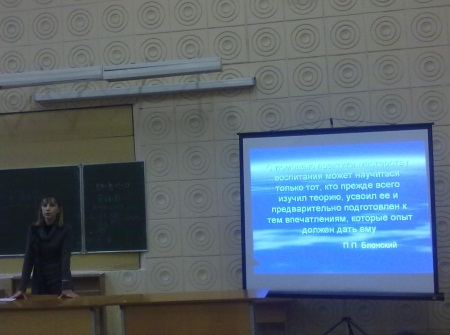 воспитания может научиться
только тот, кто прежде всего
изучил теорию, усвоил ее и
предварительно подготовлен к
тем впечатлениям, которые опыт
должен дать ему
П.П. Блонский